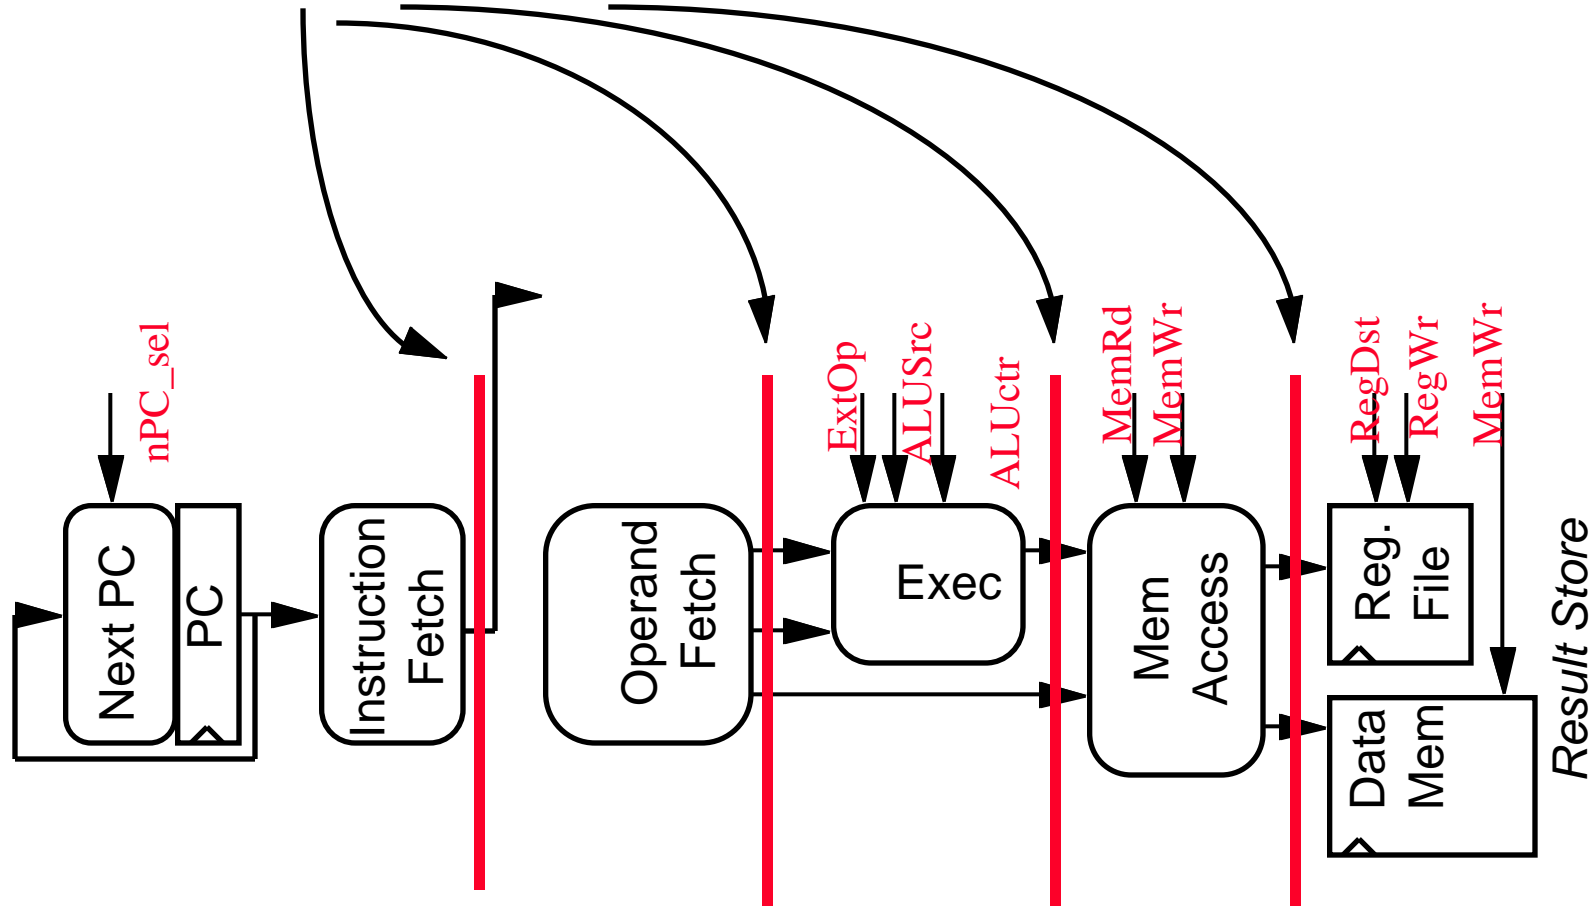 nPC_sel
Next PC
PC
Instruction
Fetch
Operand
Fetch
ExtOp
ALUSrc
ALUctr
Exec
MemRd
MemWr
Mem
Access
RegDst
RegWr
MemWr
Reg.
File
Data
Mem
Result Store